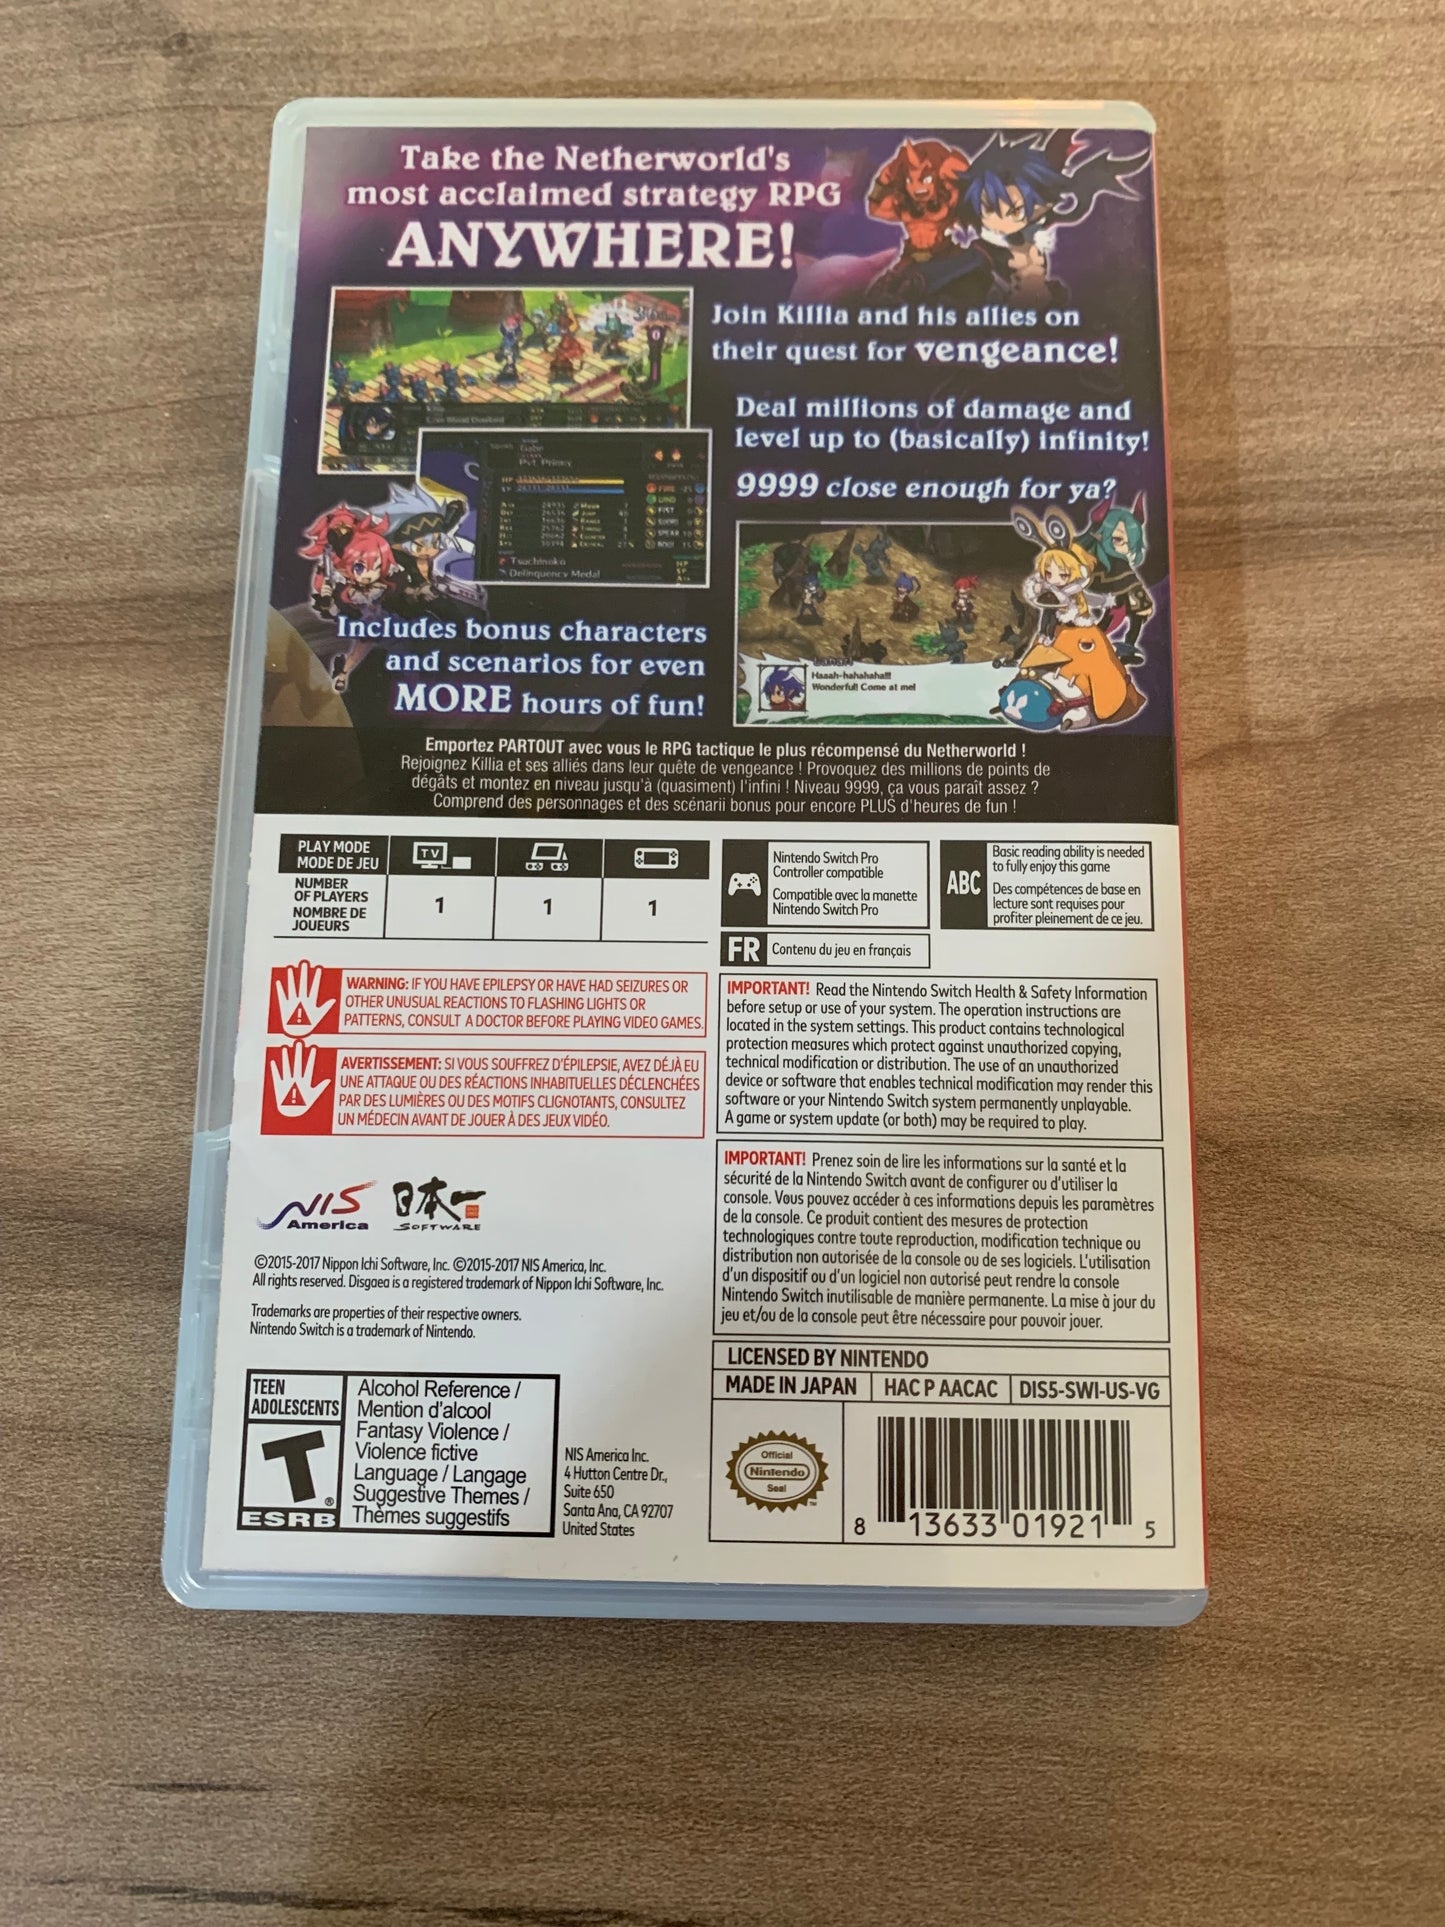 Take the Netherworld's
most acclaimed strategy RPG
ANYWHERE!
Join Killia and his allies on
their quest for vengeance!
Deal millions of damage and
level up to (basically) infinity!
9999 close enough for ya?
Gabe
Pvt. Prinny
Tsuchinoko
Delinquency Medal
Includes bonus characters
and scenarios for even
MORE hours of fun!
Haaah-hahahaha!!!
Wonderful! Come at me!
Emportez PARTOUT avec vous le RPG tactique le plus récompensé du Netherworld !
Rejoignez Killia et ses alliés dans leur quête de vengeance ! Provoquez des millions de points de
dégâts et montez en niveau jusqu'à (quasiment) l'infini ! Niveau 9999, ça vous paraît assez ?
Comprend des personnages et des scénarii bonus pour encore PLUS d'heures de fun !
PLAY MODE
MODE DE JEU
TV
NUMBER
OF PLAYERS
NOMBRE DE
JOUEURS
1
1
1
Nintendo Switch Pro
Controller compatible
Compatible avec la manette
Nintendo Switch Pro
ABC
Basic reading ability is needed
to fully enjoy this game
Des compétences de base en
lecture sont requises pour
profiter pleinement de ce jeu.
FR Contenu du jeu en français
WARNING: IF YOU HAVE EPILEPSY OR HAVE HAD SEIZURES OR
OTHER UNUSUAL REACTIONS TO FLASHING LIGHTS OR
PATTERNS, CONSULT A DOCTOR BEFORE PLAYING VIDEO GAMES.
AVERTISSEMENT: SI VOUS SOUFFREZ D'ÉPILEPSIE, AVEZ DÉJÀ EU
UNE ATTAQUE OU DES RÉACTIONS INHABITUELLES DÉCLENCHÉES
PAR DES LUMIÈRES OU DES MOTIFS CLIGNOTANTS, CONSULTEZ
UN MÉDECIN AVANT DE JOUER À DES JEUX VIDÉO.
IMPORTANT! Read the Nintendo Switch Health & Safety Information
before setup or use of your system. The operation instructions are
located in the system settings. This product contains technological
protection measures which protect against unauthorized copying,
technical modification or distribution. The use of an unauthorized
device or software that enables technical modification may render this
software or your Nintendo Switch system permanently unplayable.
A game or system update (or both) may be required to play.
IMPORTANT! Prenez soin de lire les informations sur la santé et la
sécurité de la Nintendo Switch avant de configurer ou d'utiliser la
console. Vous pouvez accéder à ces informations depuis les paramètres
de la console. Ce produit contient des mesures de protection
technologiques contre toute reproduction, modification technique ou
distribution non autorisée de la console ou de ses logiciels. L'utilisation
d'un dispositif ou d'un logiciel non autorisé peut rendre la console
Nintendo Switch inutilisable de manière permanente. La mise à jour du
jeu et/ou de la console peut être nécessaire pour pouvoir jouer.
NIS
America
日本一
SOFTWARE
©2015-2017 Nippon Ichi Software, Inc. ©2015-2017 NIS America, Inc.
All rights reserved. Disgaea is a registered trademark of Nippon Ichi Software, Inc.
Trademarks are properties of their respective owners.
Nintendo Switch is a trademark of Nintendo.
TEEN
ADOLESCENTS
T
®
ESRB
Alcohol Reference /
Mention d'alcool
Fantasy Violence /
Violence fictive
Language / Langage
Suggestive Themes /
Thèmes suggestifs
NIS America Inc.
4 Hutton Centre Dr.,
Suite 650
Santa Ana, CA 92707
United States
LICENSED BY NINTENDO
MADE IN JAPAN
HAC P AACAC
DIS5-SWI-US-VG
Official
Nintendo
Seal
TM
8 13633 01921 5